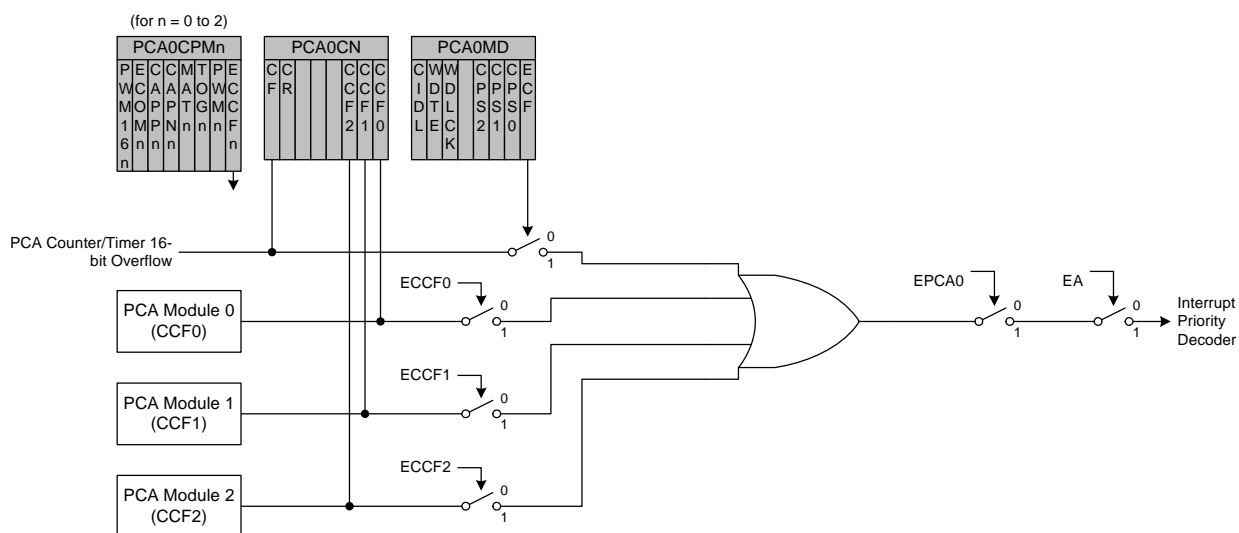 (for n = 0 to 2)
PCA0CPMn
PWM16n
ECOMn
CAPPn
CAPNn
MATn
TOGn
PWMn
ECCFn
PCA0CN
CF
CR
CCF2
CCF1
CCF0
PCA0MD
CIDL
WDTE
WDLCK
CPS2
CPS1
CPS0
ECF
PCA Counter/Timer 16-
bit Overflow
0
1
PCA Module 0
(CCF0)
ECCF0
0
1
PCA Module 1
(CCF1)
ECCF1
0
1
PCA Module 2
(CCF2)
ECCF2
0
1
EPCA0
0
1
EA
0
1
Interrupt
Priority
Decoder